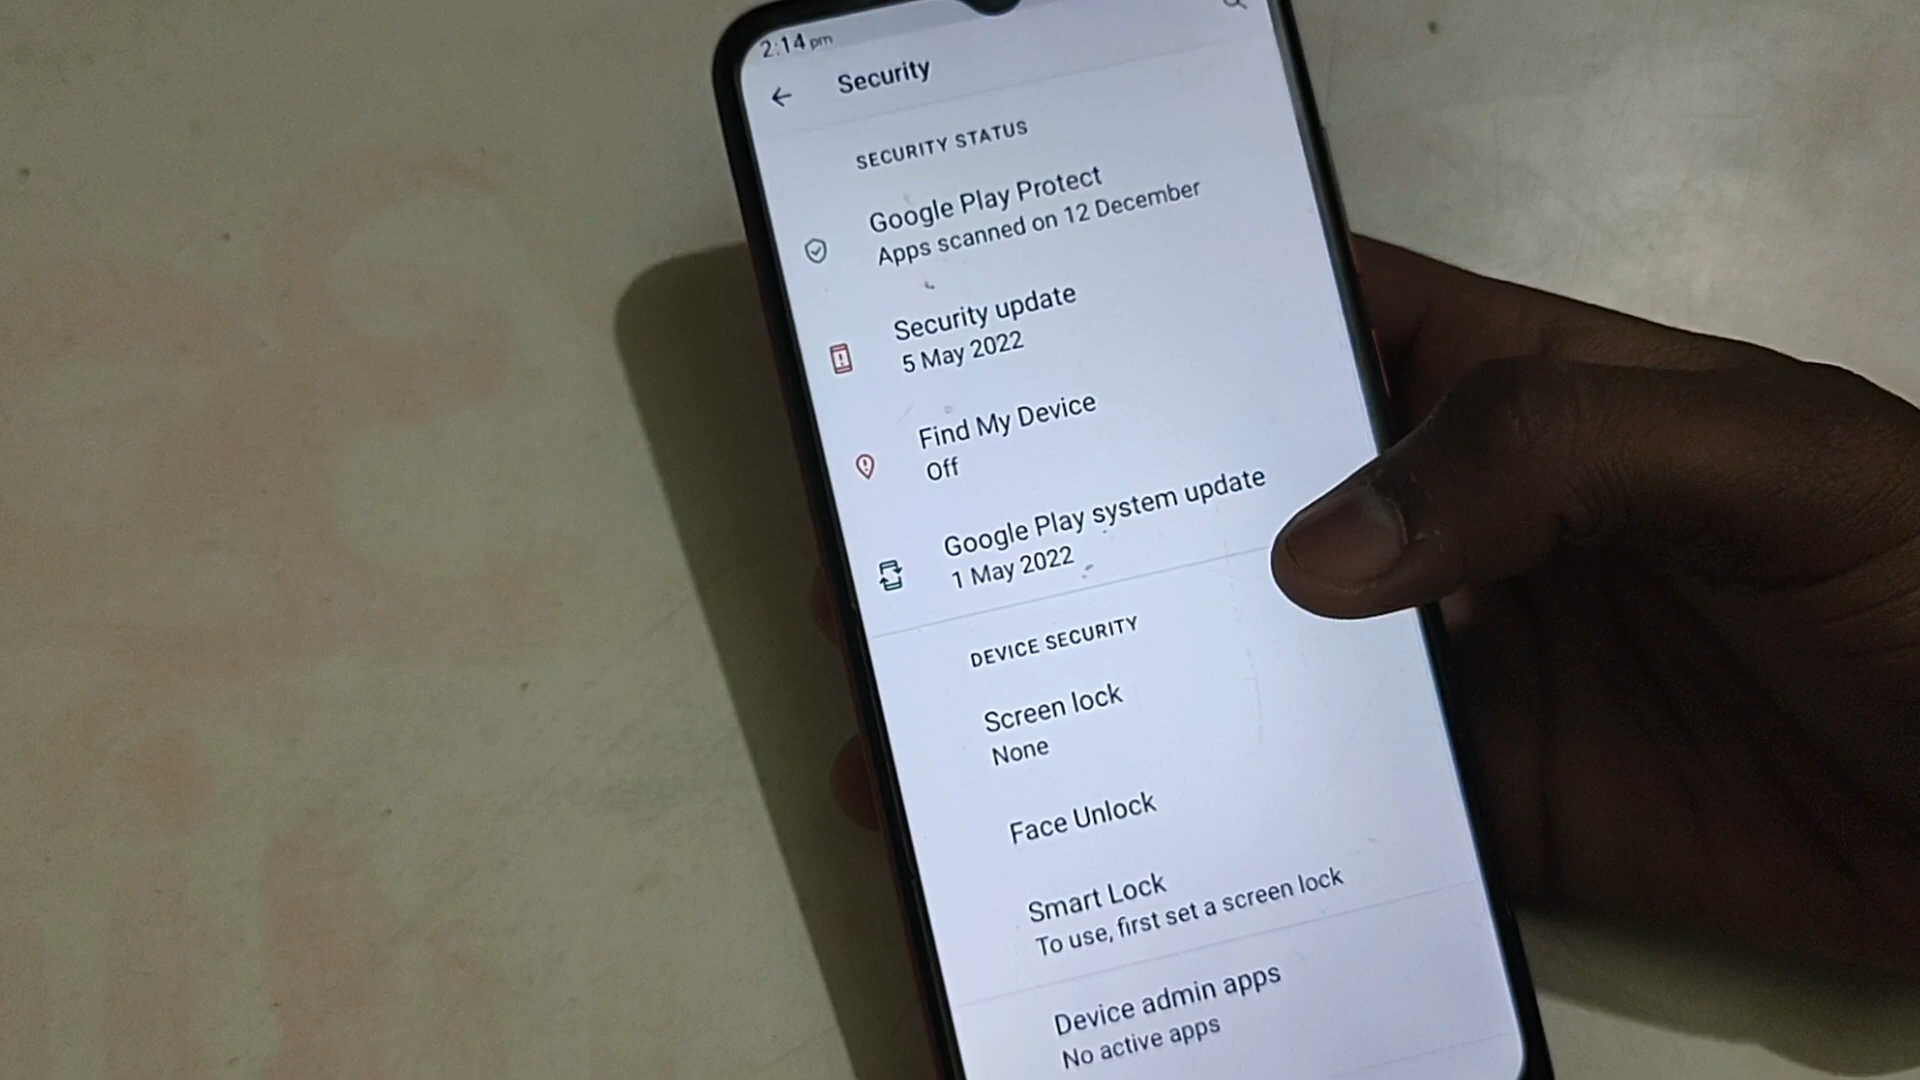 2:14 pm
Security
SECURITY STATUS
Google Play Protect
Apps scanned on 12 December
Security update
5 May 2022
Find My Device
Off
Google Play system update
1 May 2022
DEVICE SECURITY
Screen lock
None
Face Unlock
Smart Lock
To use, first set a screen lock
Device admin apps
No active apps